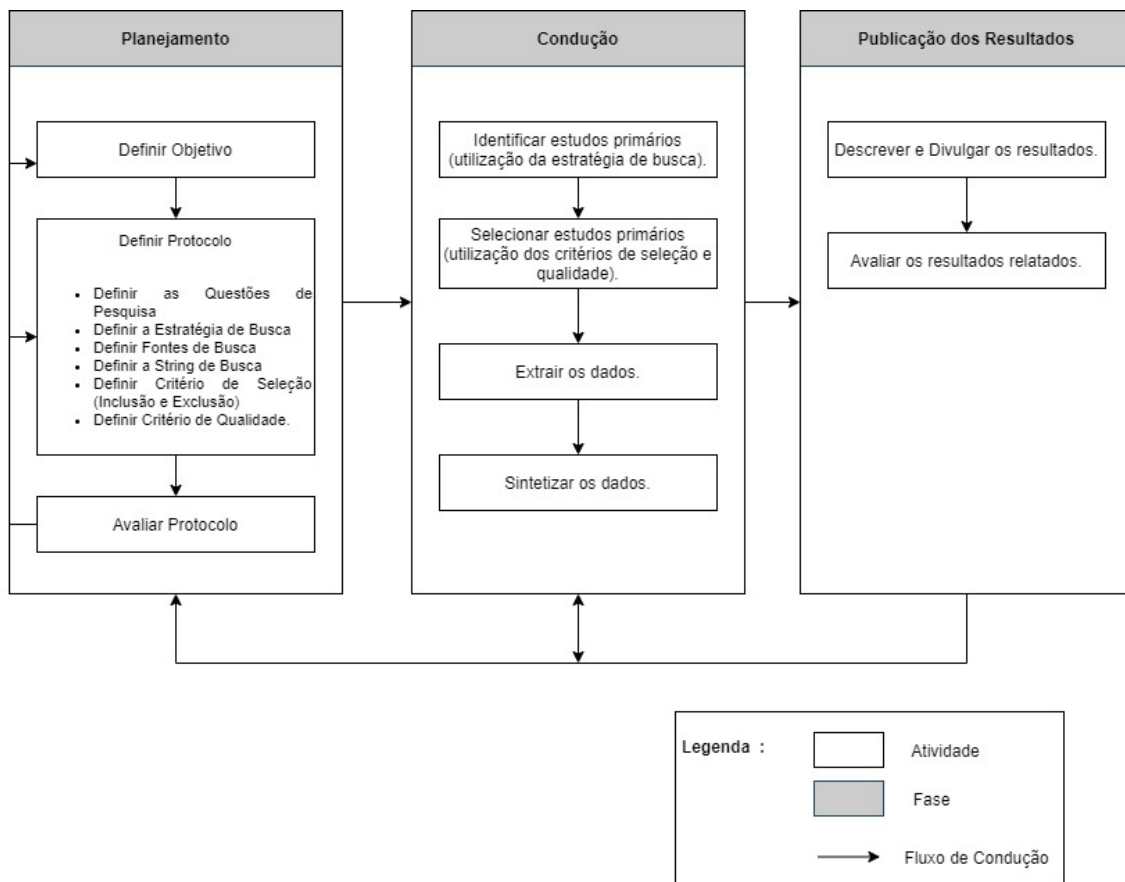 Planejamento
Definir Objetivo
Definir Protocolo
• Definir as Questões de
Pesquisa
• Definir a Estratégia de Busca
• Definir Fontes de Busca
• Definir a String de Busca
• Definir Critério de Seleção
(Inclusão e Exclusão)
• Definir Critério de Qualidade.
Avaliar Protocolo
Condução
Identificar estudos primários
(utilização da estratégia de busca).
Selecionar estudos primários
(utilização dos critérios de seleção e
qualidade).
Extrair os dados.
Sintetizar os dados.
Publicação dos Resultados
Descrever e Divulgar os resultados.
Avaliar os resultados relatados.
Legenda :
Atividade
Fase
Fluxo de Condução